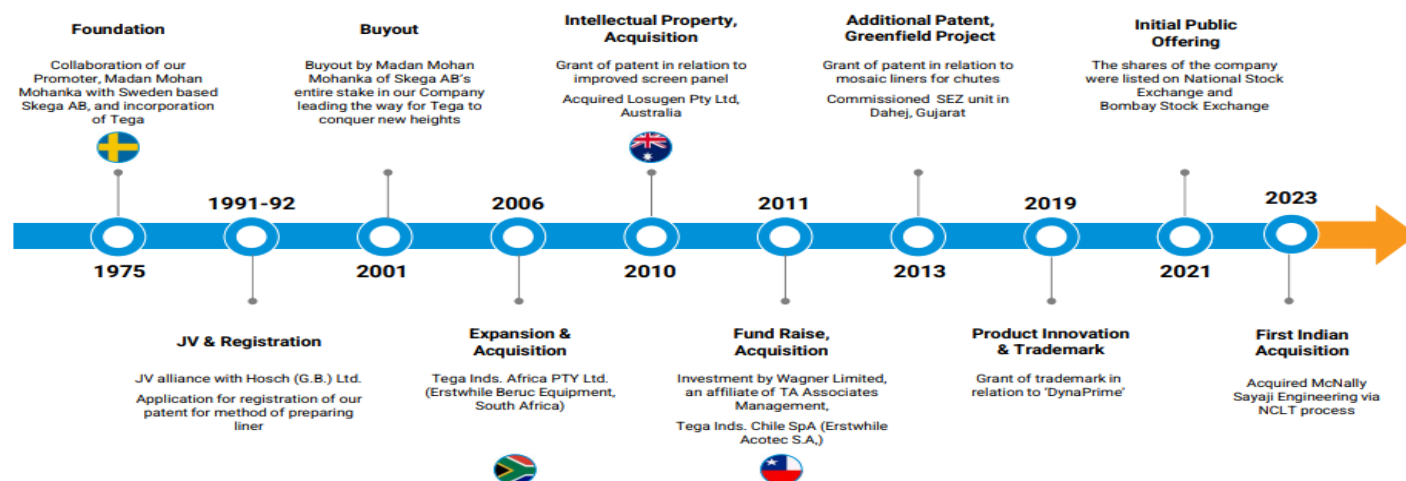 Foundation
Collaboration of our
Promoter, Madan Mohan
Mohanka with Sweden based
Skega AB, and incorporation
of Tega
Buyout
Buyout by Madan Mohan
Mohanka of Skega AB's
entire stake in our Company
leading the way for Tega to
conquer new heights
Intellectual Property,
Acquisition
Grant of patent in relation to
improved screen panel
Acquired Losugen Pty Ltd,
Australia
Additional Patent,
Greenfield Project
Grant of patent in relation to
mosaic liners for chutes
Commissioned SEZ unit in
Dahej, Gujarat
Initial Public
Offering
The shares of the company
were listed on National Stock
Exchange and
Bombay Stock Exchange
1991-92
2006
2011
2019
2023
1975
2001
2010
2013
2021
JV & Registration
JV alliance with Hosch (G.B.) Ltd.
Application for registration of our
patent for method of preparing
liner
Expansion &
Acquisition
Tega Inds. Africa PTY Ltd.
(Erstwhile Beruc Equipment,
South Africa)
Fund Raise,
Acquisition
Investment by Wagner Limited,
an affiliate of TA Associates
Management,
Tega Inds. Chile SpA (Erstwhile
Acotec S.A,)
Product Innovation
& Trademark
Grant of trademark in
relation to 'DynaPrime'
First Indian
Acquisition
Acquired McNally
Sayaji Engineering via
NCLT process